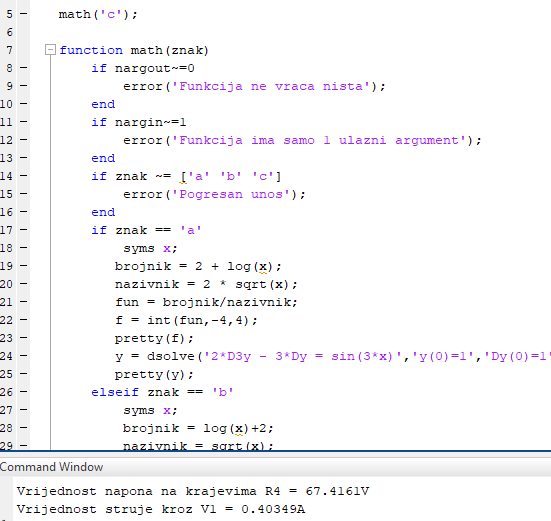 5 math('c');
6
7 function math(znak)
8 if nargout~=0
9 error('Funkcija ne vraca nista');
10 end
11 if nargin~=1
12 error('Funkcija ima samo 1 ulazni argument');
13 end
14 if znak ~= ['a' 'b' 'c']
15 error('Pogresan unos');
16 end
17 if znak == 'a'
18 syms x;
19 brojnik = 2 + log(x);
20 nazivnik = 2 * sqrt(x);
21 fun = brojnik/nazivnik;
22 f = int(fun,-4,4);
23 pretty(f);
24 y = dsolve('2*D3y - 3*Dy = sin(3*x)','y(0)=1','Dy(0)=1'
25 pretty(y);
26 elseif znak == 'b'
27 syms x;
28 brojnik = log(x)+2;
29 nazivnik = sqrt(x);
Command Window
Vrijednost napona na krajevima R4 = 67.4161V
Vrijednost struje kroz V1 = 0.40349A